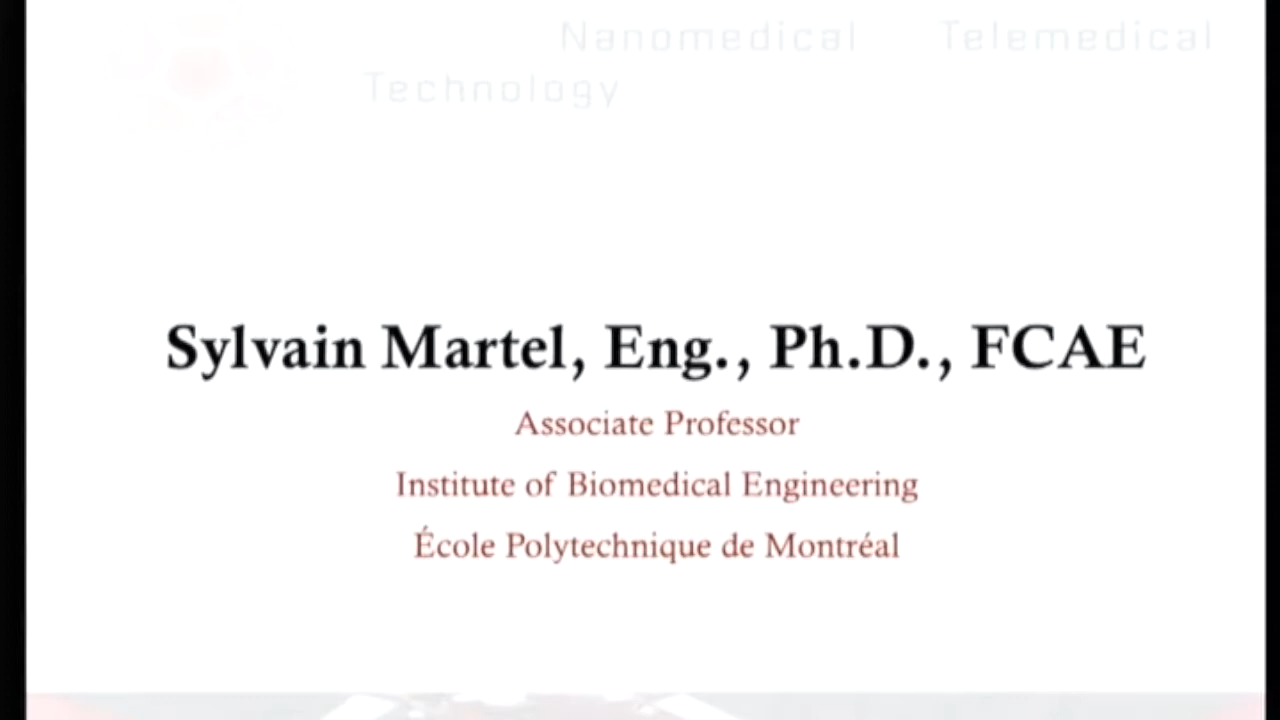 Nanomedical Telemedical
Technology
Sylvain Martel, Eng., Ph.D., FCAE
Associate Professor
Institute of Biomedical Engineering
École Polytechnique de Montréal